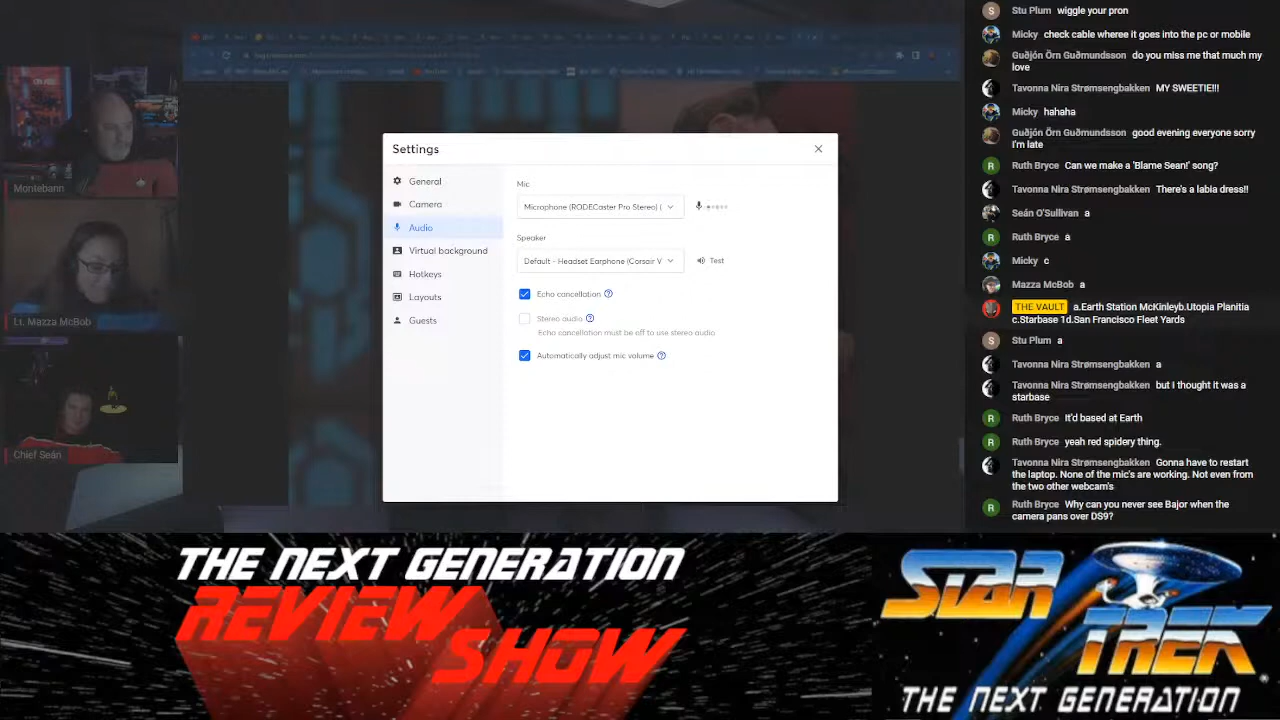 Settings
General
Camera
Audio
Virtual background
Hotkeys
Layouts
Guests
Mic
Microphone (RODECaster Pro Stereo) (
Speaker
Default - Headset Earphone (Corsair V
Test
Echo cancellation
Stereo audio
Echo cancellation must be off to use stereo audio
Automatically adjust mic volume
Montebann
Lt. Mazza McBob
Chief Seán
S Stu Plum wiggle your pron
Micky check cable wheree it goes into the pc or mobile
Guðjón Örn Guðmundsson do you miss me that much my
love
Tavonna Nira Strømsengbakken MY SWEETIE!!!
Micky hahaha
Guðjón Örn Guðmundsson good evening everyone sorry
I'm late
R Ruth Bryce Can we make a 'Blame Sean!' song?
Tavonna Nira Strømsengbakken There's a labia dress!!
Seán O'Sullivan a
R Ruth Bryce a
Micky c
Mazza McBob a
THE VAULT a.Earth Station McKinleyb.Utopia Planitia
c.Starbase 1d.San Francisco Fleet Yards
S Stu Plum a
Tavonna Nira Strømsengbakken a
Tavonna Nira Strømsengbakken but I thought it was a
starbase
R Ruth Bryce It'd based at Earth
R Ruth Bryce yeah red spidery thing.
Tavonna Nira Strømsengbakken Gonna have to restart
the laptop. None of the mic's are working. Not even from
the two other webcam's
R Ruth Bryce Why can you never see Bajor when the
camera pans over DS9?
THE NEXT GENERATION
REVIEW
SHOW
STAR
TREK
THE NEXT GENERATION